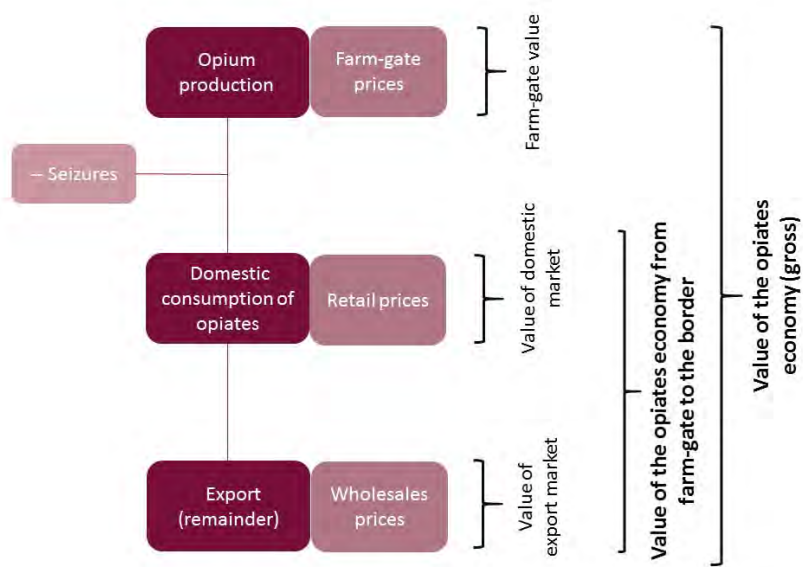 Opium
production
Farm-gate
prices
Farm-gate value
– Seizures
Domestic
consumption of
opiates
Retail prices
Value of domestic
market
Export
(remainder)
Wholesales
prices
Value of
export market
Value of the opiates economy from
farm-gate to the border
Value of the opiates
economy (gross)